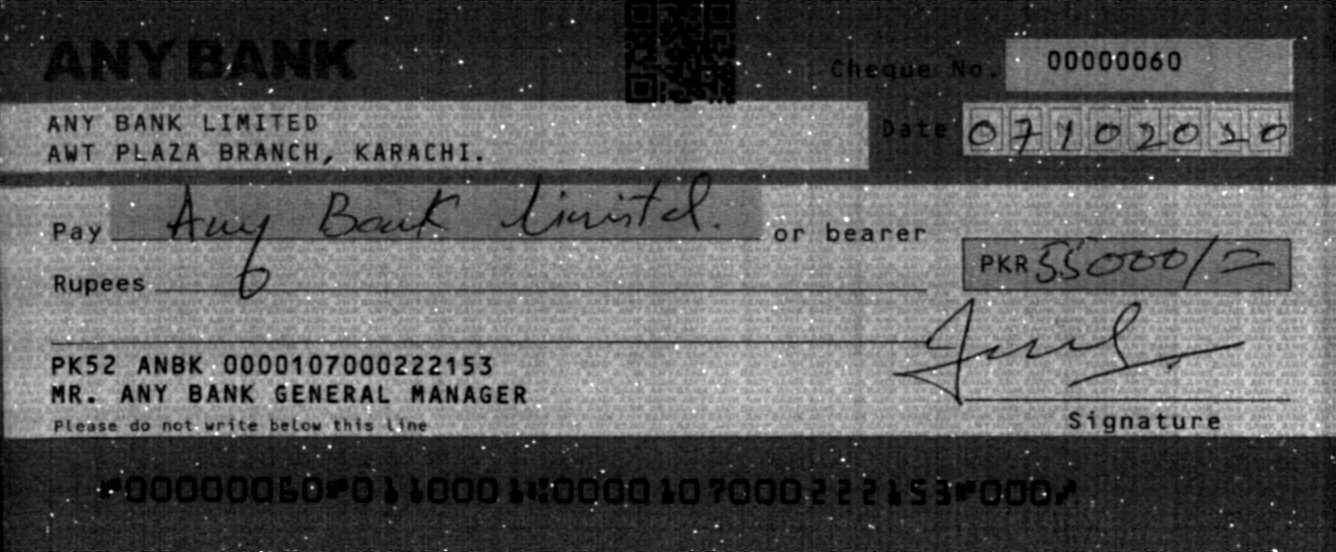 ANY BANK
Cheque No. 00000060
ANY BANK LIMITED
AWT PLAZA BRANCH, KARACHI.
Date 07102020
Pay Any Bank Limited. or bearer
Rupees
PKR 55000/=
PK52 ANBK 0000107000222153
MR. ANY BANK GENERAL MANAGER
Please do not write below this line
Signature
⑈00000060⑈0110001⑆0000107000222153⑈000⑈